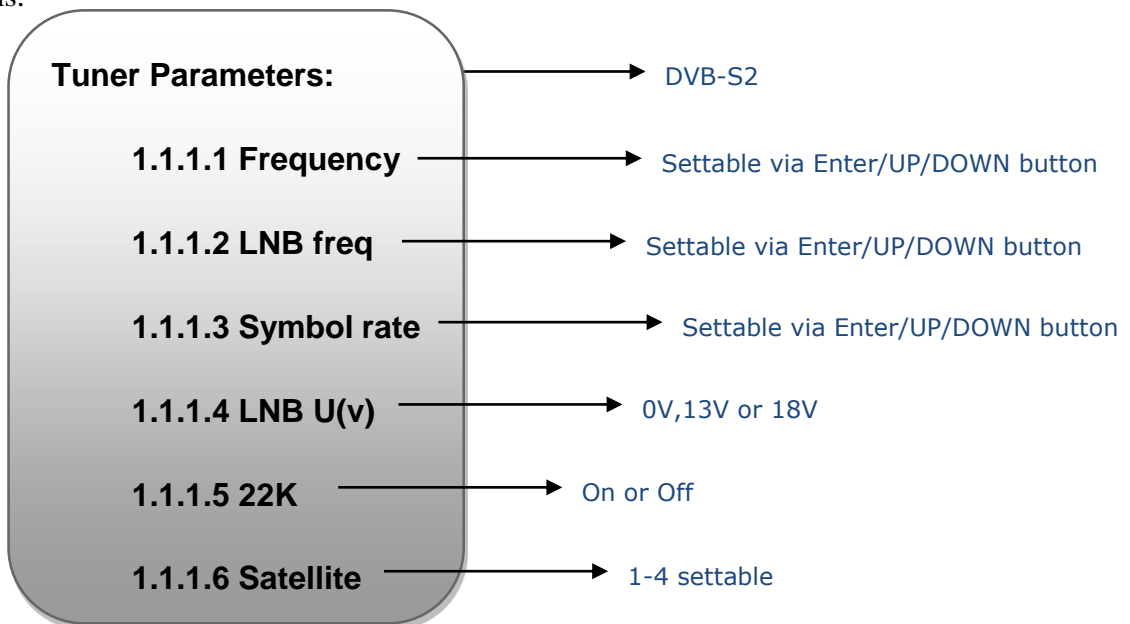 Tuner Parameters: DVB-S2
1.1.1.1 Frequency Settable via Enter/UP/DOWN button
1.1.1.2 LNB freq Settable via Enter/UP/DOWN button
1.1.1.3 Symbol rate Settable via Enter/UP/DOWN button
1.1.1.4 LNB U(v) 0V,13V or 18V
1.1.1.5 22K On or Off
1.1.1.6 Satellite 1-4 settable